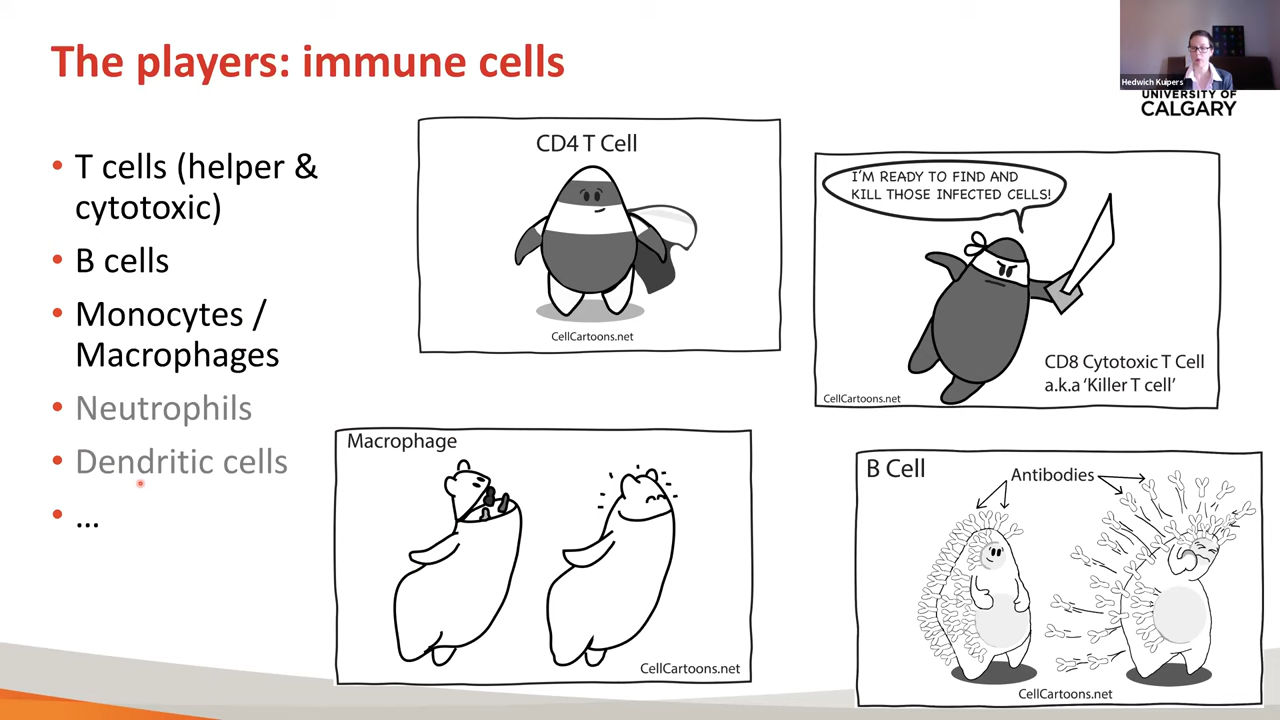 The players: immune cells
Hedwich Kuipers
UNIVERSITY OF
CALGARY
• T cells (helper &
cytotoxic)
• B cells
• Monocytes /
Macrophages
• Neutrophils
• Dendritic cells
• ...
CD4 T Cell
CellCartoons.net
I'M READY TO FIND AND
KILL THOSE INFECTED CELLS!
CD8 Cytotoxic T Cell
a.k.a 'Killer T cell'
CellCartoons.net
Macrophage
CellCartoons.net
B Cell
Antibodies
CellCartoons.net